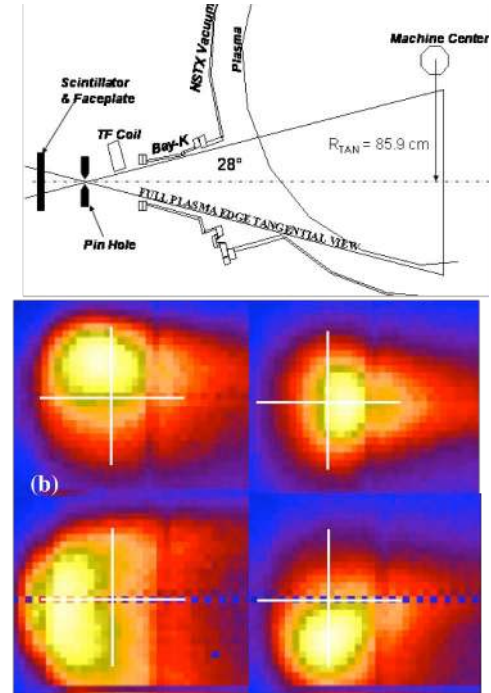 Machine Center
NSTX Vacuum
Plasma
Scintillator
& Faceplate
TF Coil
Bay-K
28°
R_TAN = 85.9 cm
FULL PLASMA EDGE TANGENTIAL VIEW
Pin Hole
(b)